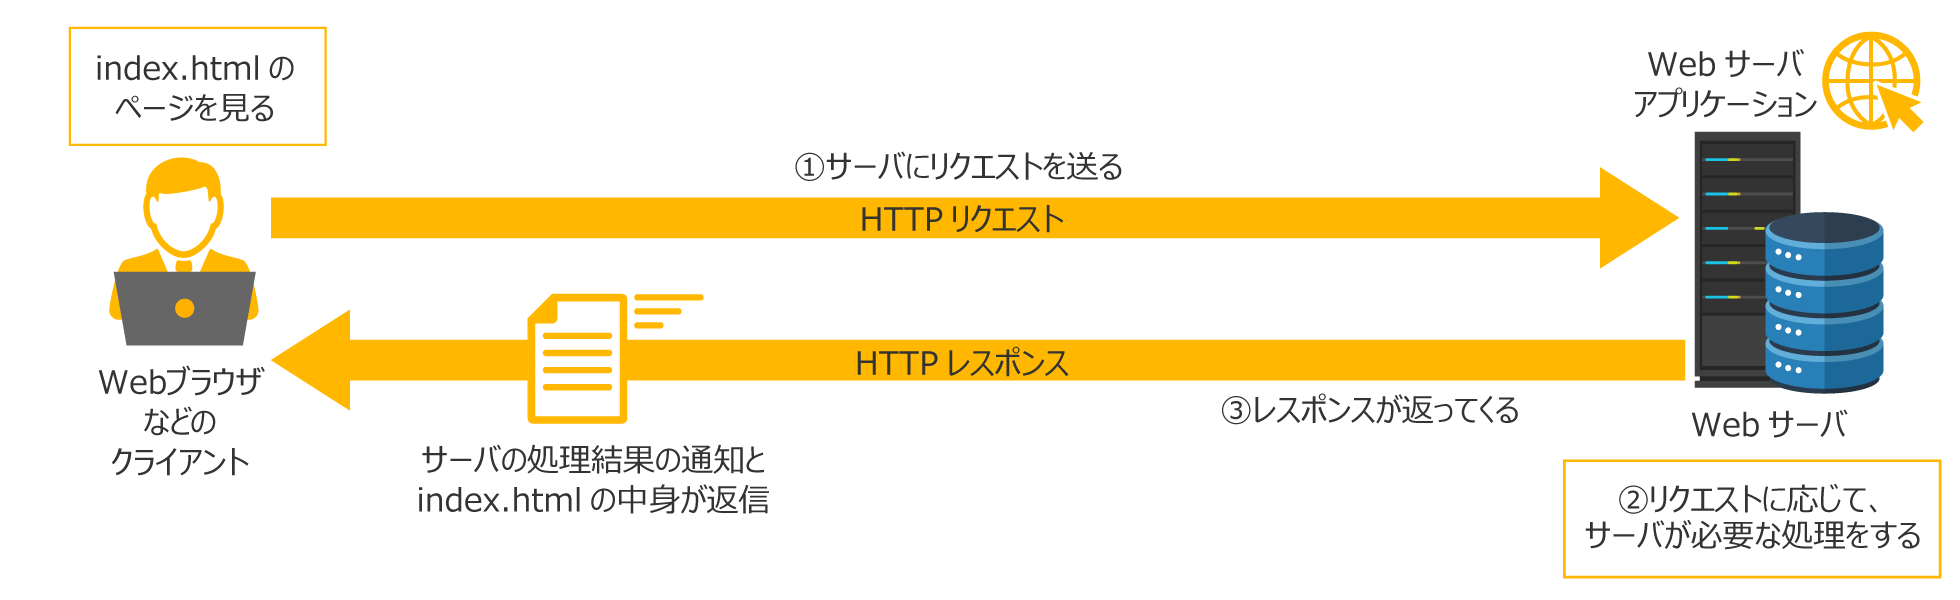 index.html の
ページを見る
Web サーバ
アプリケーション
①サーバにリクエストを送る
HTTP リクエスト
HTTP レスポンス
③レスポンスが返ってくる
Webブラウザ
などの
クライアント
サーバの処理結果の通知と
index.html の中身が返信
Web サーバ
②リクエストに応じて、
サーバが必要な処理をする